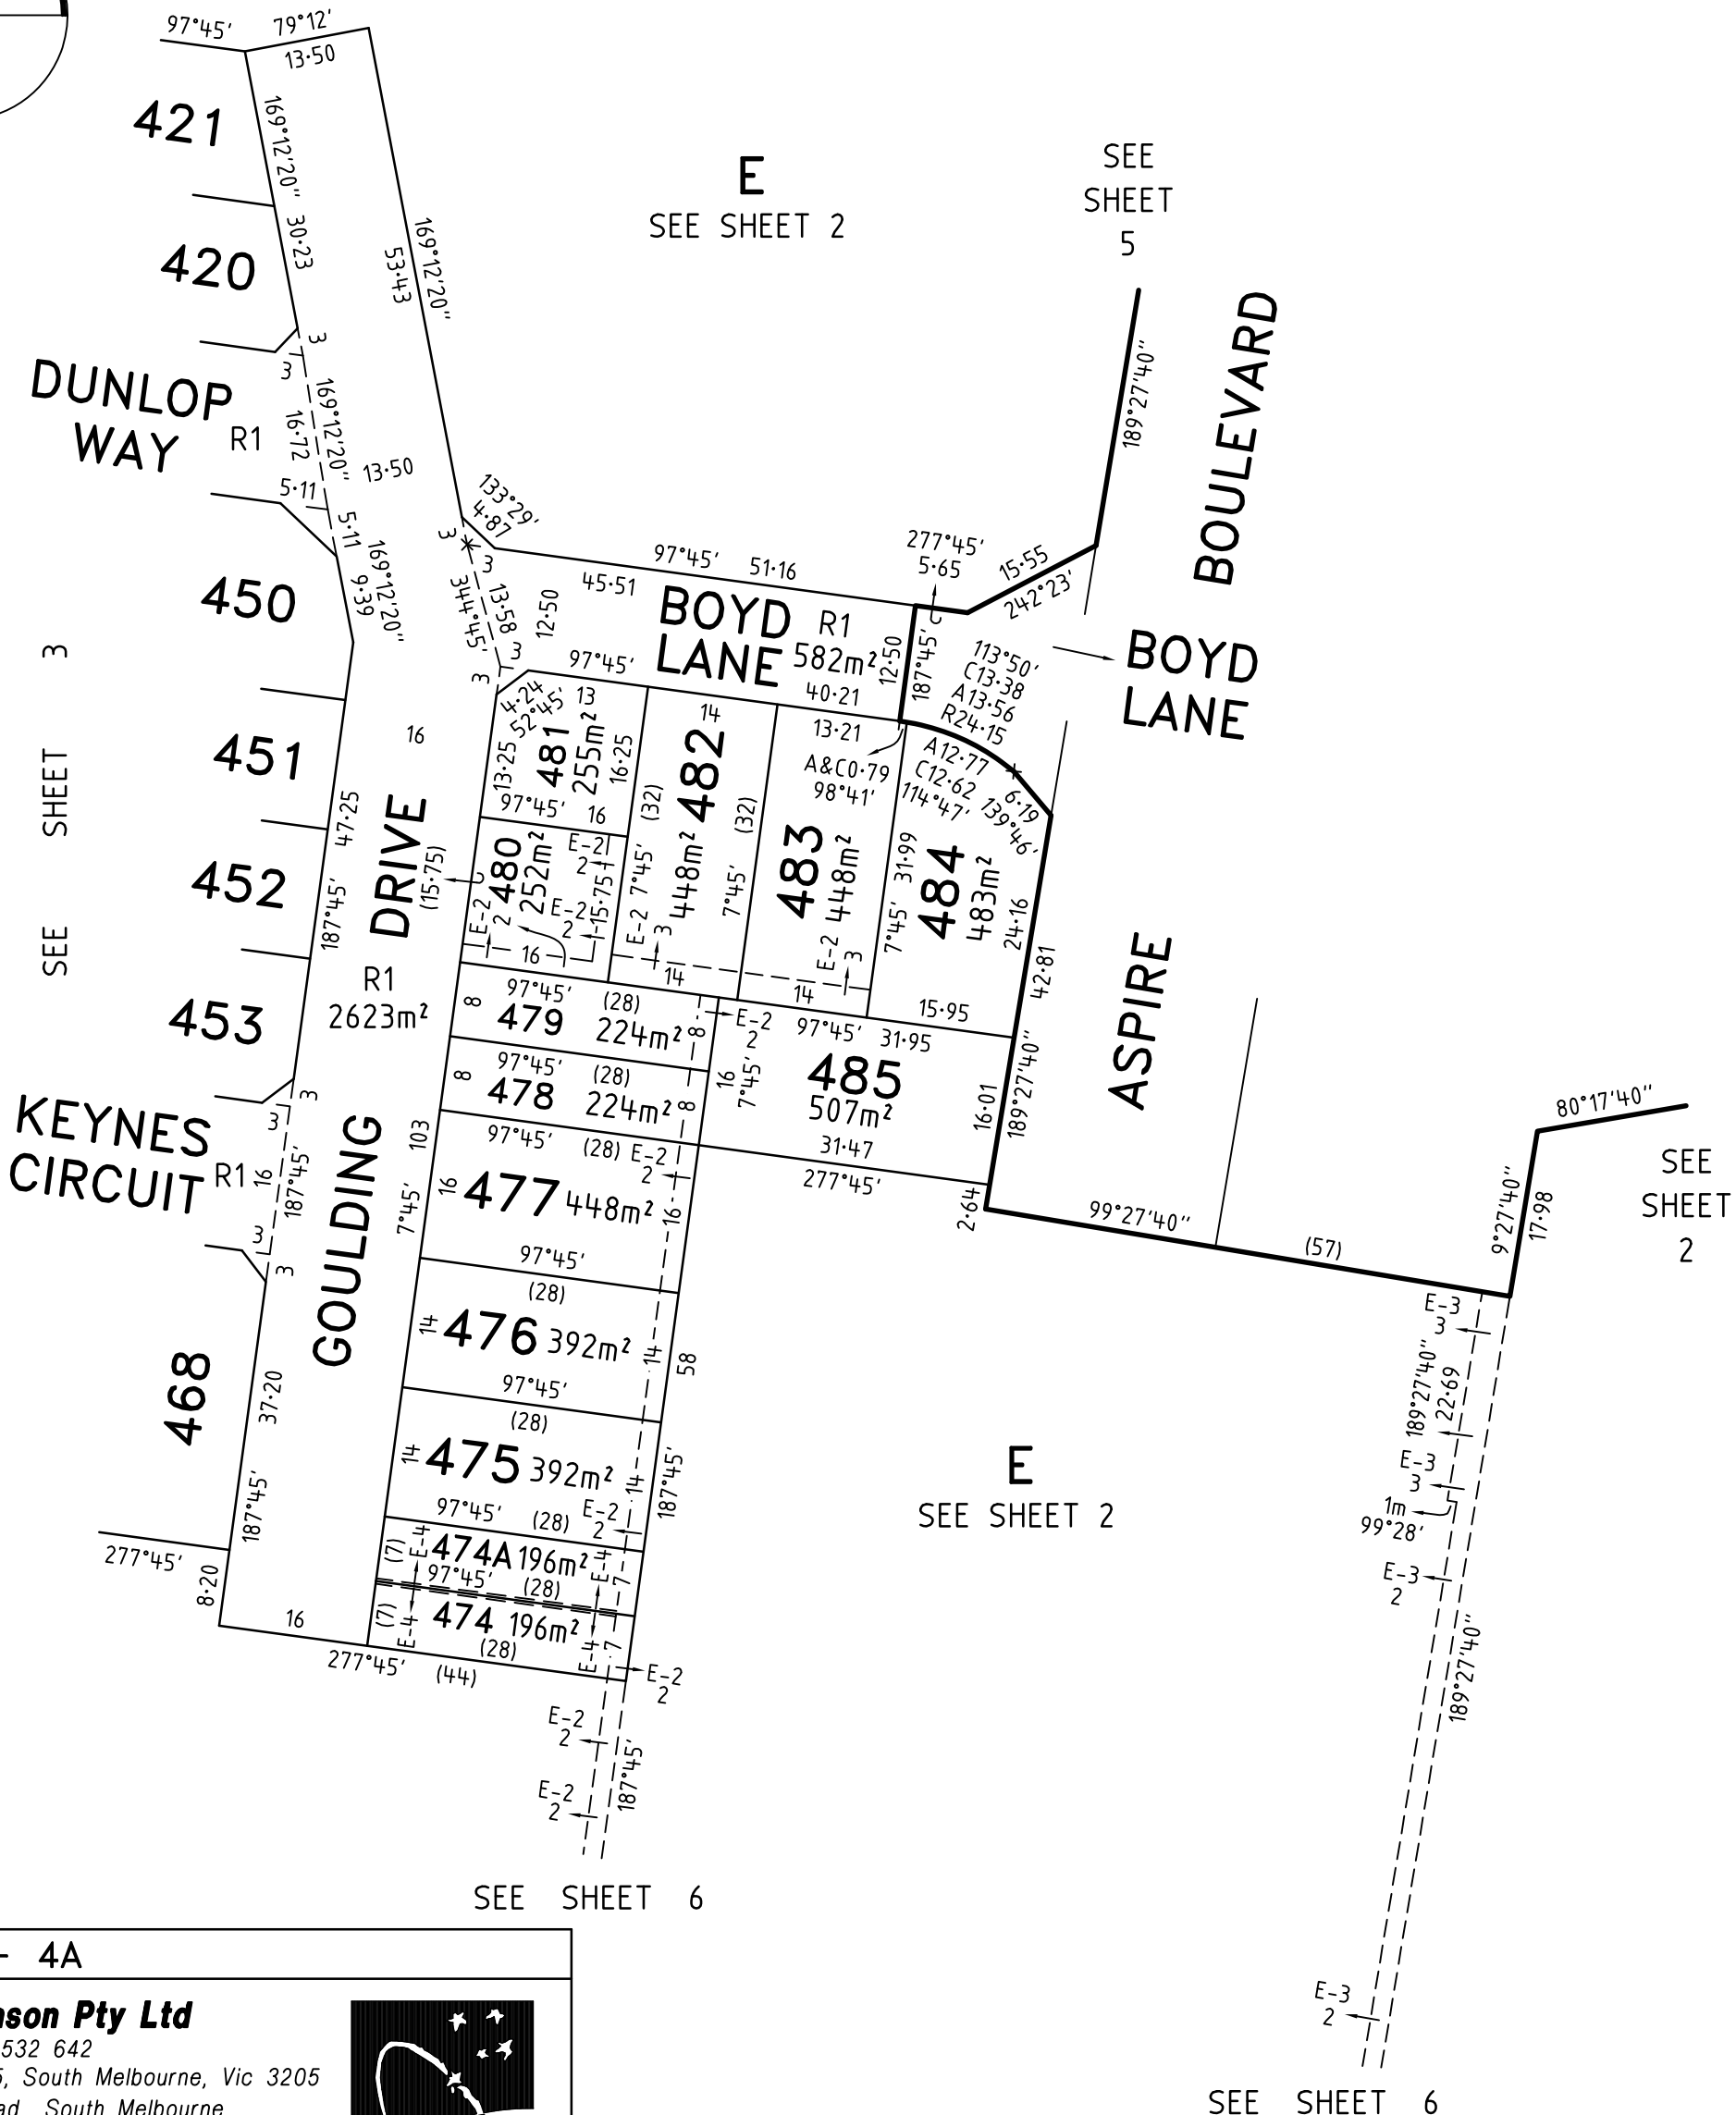 97°45'
79°12'
13·50
421
169°12'20"
30·23
420
53·43
169°12'20"
E
SEE SHEET 2
SEE
SHEET
5
189°27'40"
BOULEVARD
3
3
DUNLOP
WAY
R1
16·72
169°12'20"
13·50
5·11
5·11
9·39
169°12'20"
3
3
133°29'
4·87
97°45' 51·16
45·51
277°45'
5·65
15·55
242°23'
450
344°45'
13·58
12·50
3
3
BOYD
LANE
R1
582m²
12·50
187°45'
97°45'
40·21
113°50'
C13·38
A13·56
R24·15
BOYD
LANE
SEE SHEET 3
4·24
52°45'
13
481
255m²
13·25
16·25
97°45' 16
14
482
448m²
(32)
7°45'
(32)
7°45'
13·21
A&C0·79
98°41'
A12·77
C12·62
114°47'
6·19
139°46'
451
16
47·25
187°45'
DRIVE
(15·75)
480
252m²
E-2
2
15·75
E-2
2
E-2
2
16
E-2
3
14
483
448m²
E-2
3
14
31·99
7°45'
484
483m²
24·16
42·81
15·95
452
453
R1
2623m²
ASPIRE
97°45' (28)
8
479
224m²
8
E-2
2
97°45' 31·95
97°45' (28)
8
478
224m²
8
16
7°45'
485
507m²
31·47
277°45'
16·01
189°27'40"
2·64
3
3
KEYNES
CIRCUIT
R1
16
187°45'
3
3
GOULDING
103
7°45'
97°45' (28)
E-2
2
16
477
448m²
16
97°45'
(28)
14
476
392m²
14
58
97°45'
(28)
14
475
392m²
14
187°45'
97°45' (28)
E-2
2
(7)
E-4
474A
196m²
E-4
7
97°45' (28)
(7)
E-4
474
196m²
E-4
7
(28)
E-2
2
277°45' (44)
468
37·20
187°45'
277°45'
8·20
16
99°27'40"
(57)
9°27'40"
17·98
80°17'40"
SEE
SHEET
2
E-3
3
189°27'40"
22·69
E-3
3
1m
99°28'
E-3
2
189°27'40"
E
SEE SHEET 2
E-2
2
E-2
2
187°45'
SEE SHEET 6
E-3
2
SEE SHEET 6
- 4A
nson Pty Ltd
532 642
5, South Melbourne, Vic 3205
ad South Melbourne